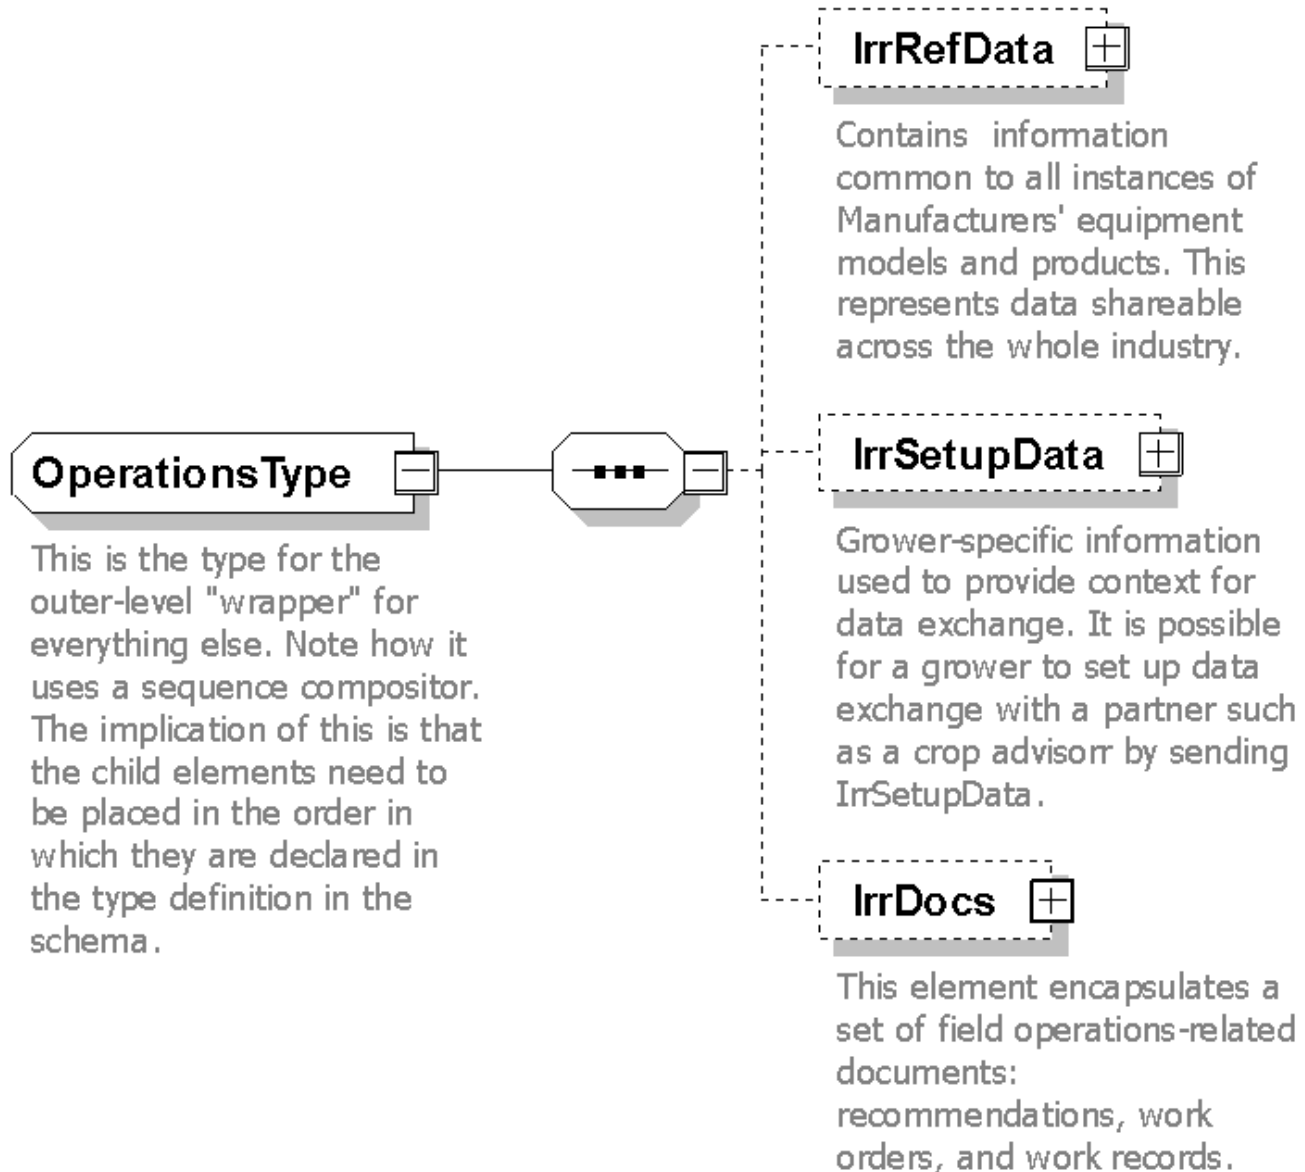 IrrRefData
Contains information
common to all instances of
Manufacturers' equipment
models and products. This
represents data shareable
across the whole industry.
OperationsType
This is the type for the
outer-level "wrapper" for
everything else. Note how it
uses a sequence compositor.
The implication of this is that
the child elements need to
be placed in the order in
which they are declared in
the type definition in the
schema.
IrrSetupData
Grower-specific information
used to provide context for
data exchange. It is possible
for a grower to set up data
exchange with a partner such
as a crop advisorr by sending
IrrSetupData.
IrrDocs
This element encapsulates a
set of field operations-related
documents:
recommendations, work
orders, and work records.